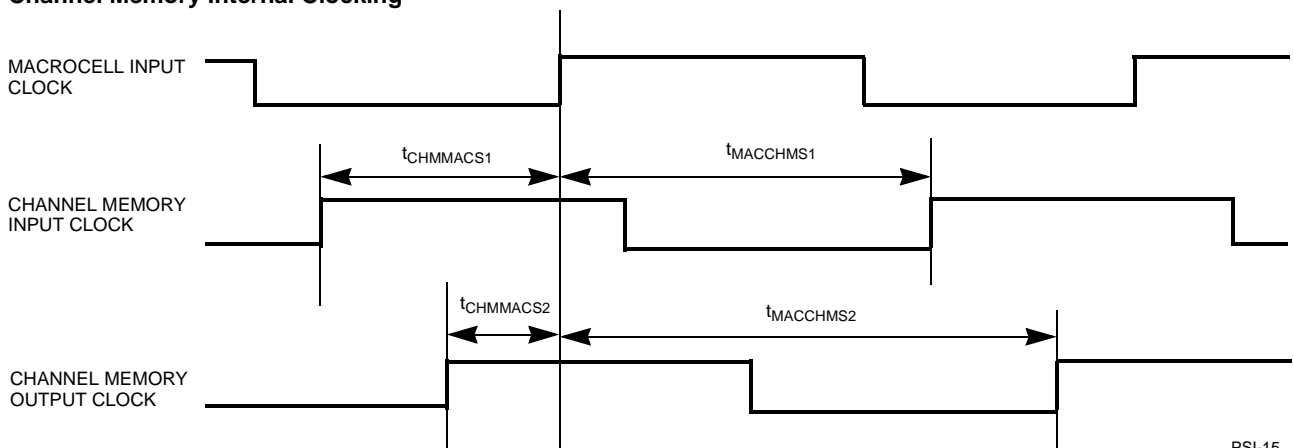 Channel Memory Internal Clocking
MACROCELL INPUT
CLOCK
tCHMMACS1
tMACCHMS1
CHANNEL MEMORY
INPUT CLOCK
tCHMMACS2
tMACCHMS2
CHANNEL MEMORY
OUTPUT CLOCK
PSI-15